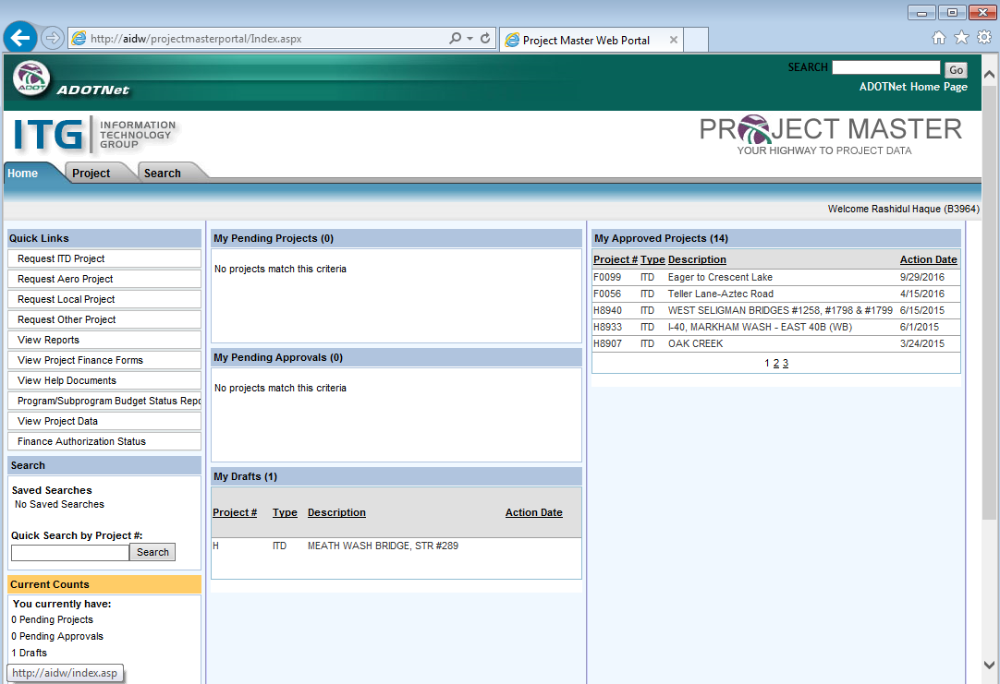 http://aidw/projectmasterportal/Index.aspx
Project Master Web Portal
SEARCH
Go
ADOT
ADOTNet
ADOTNet Home Page
ITG INFORMATION TECHNOLOGY GROUP
PROJECT MASTER
YOUR HIGHWAY TO PROJECT DATA
Home Project Search
Welcome Rashidul Haque (B3964)
Quick Links
Request ITD Project
Request Aero Project
Request Local Project
Request Other Project
View Reports
View Project Finance Forms
View Help Documents
Program/Subprogram Budget Status Repo
View Project Data
Finance Authorization Status
Search
Saved Searches
No Saved Searches
Quick Search by Project #:
Search
Current Counts
You currently have:
0 Pending Projects
0 Pending Approvals
1 Drafts
http://aidw/index.asp
My Pending Projects (0)
No projects match this criteria
My Pending Approvals (0)
No projects match this criteria
My Drafts (1)
Project # Type Description Action Date
H ITD MEATH WASH BRIDGE, STR #289
My Approved Projects (14)
Project # Type Description Action Date
F0099 ITD Eager to Crescent Lake 9/29/2016
F0056 ITD Teller Lane-Aztec Road 4/15/2016
H8940 ITD WEST SELIGMAN BRIDGES #1258, #1798 & #1799 6/15/2015
H8933 ITD I-40, MARKHAM WASH - EAST 40B (WB) 6/1/2015
H8907 ITD OAK CREEK 3/24/2015
1 2 3